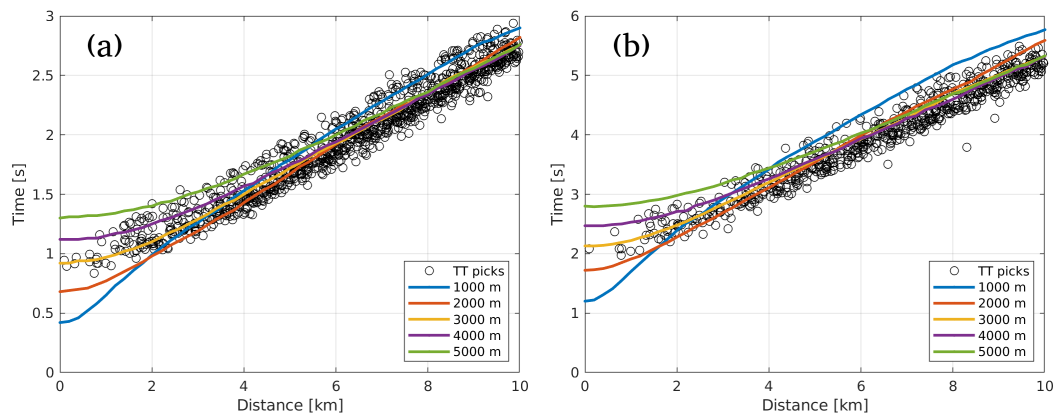 (a)
3
2.5
2
1.5
1
0.5
0
Time [s]
0 2 4 6 8 10
Distance [km]
TT picks
1000 m
2000 m
3000 m
4000 m
5000 m
(b)
6
5
4
3
2
1
0
Time [s]
0 2 4 6 8 10
Distance [km]
TT picks
1000 m
2000 m
3000 m
4000 m
5000 m